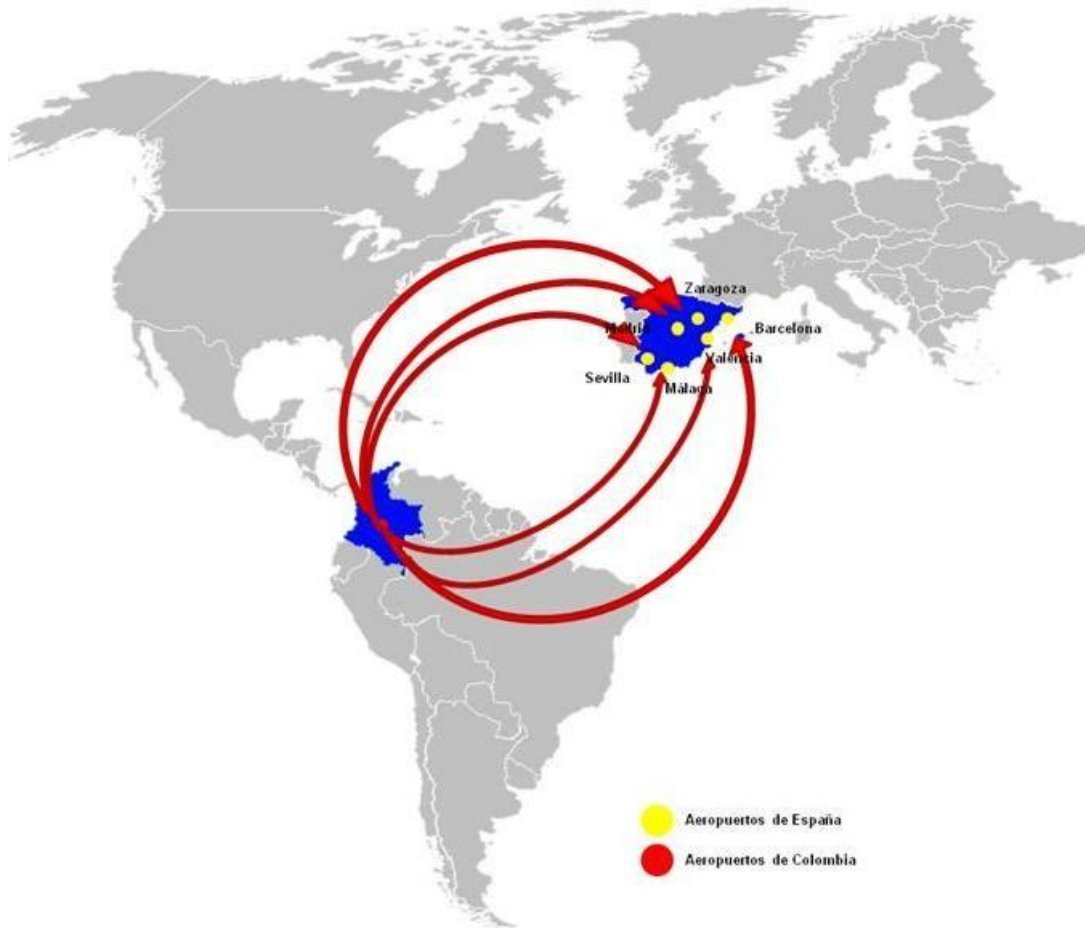 Zaragoza
Madrid
Barcelona
Valencia
Sevilla
Málaga
Aeropuertos de España
Aeropuertos de Colombia